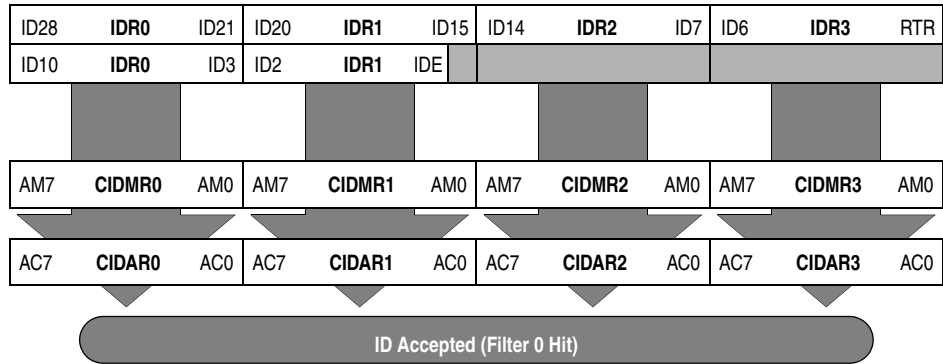 ID28 IDR0 ID21 ID20 IDR1 ID15 ID14 IDR2 ID7 ID6 IDR3 RTR
ID10 IDR0 ID3 ID2 IDR1 IDE
AM7 CIDMR0 AM0 AM7 CIDMR1 AM0 AM7 CIDMR2 AM0 AM7 CIDMR3 AM0
AC7 CIDAR0 AC0 AC7 CIDAR1 AC0 AC7 CIDAR2 AC0 AC7 CIDAR3 AC0
ID Accepted (Filter 0 Hit)